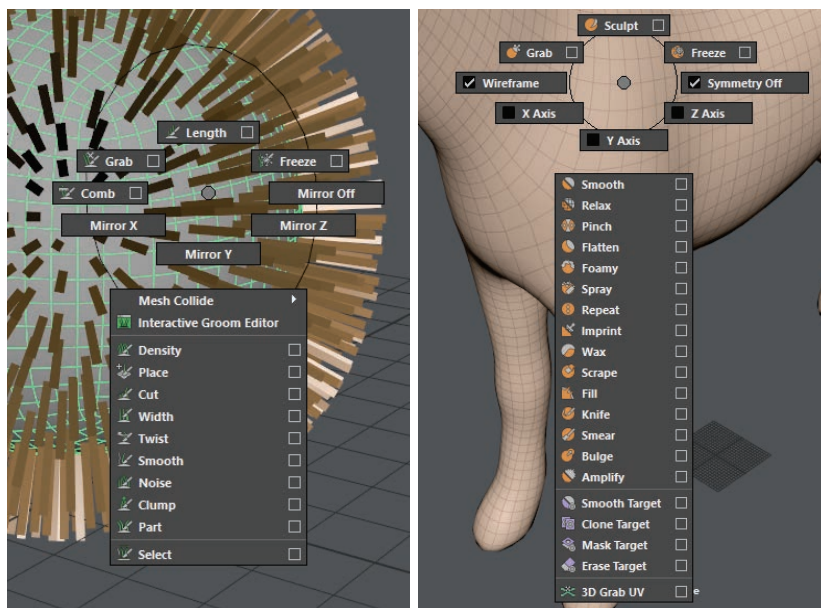 Length
Grab
Freeze
Comb
Mirror Off
Mirror X
Mirror Z
Mirror Y
Mesh Collide
Interactive Groom Editor
Density
Place
Cut
Width
Twist
Smooth
Noise
Clump
Part
Select
Sculpt
Grab
Freeze
Wireframe
Symmetry Off
X Axis
Z Axis
Y Axis
Smooth
Relax
Pinch
Flatten
Foamy
Spray
Repeat
Imprint
Wax
Scrape
Fill
Knife
Smear
Bulge
Amplify
Smooth Target
Clone Target
Mask Target
Erase Target
3D Grab UV
e